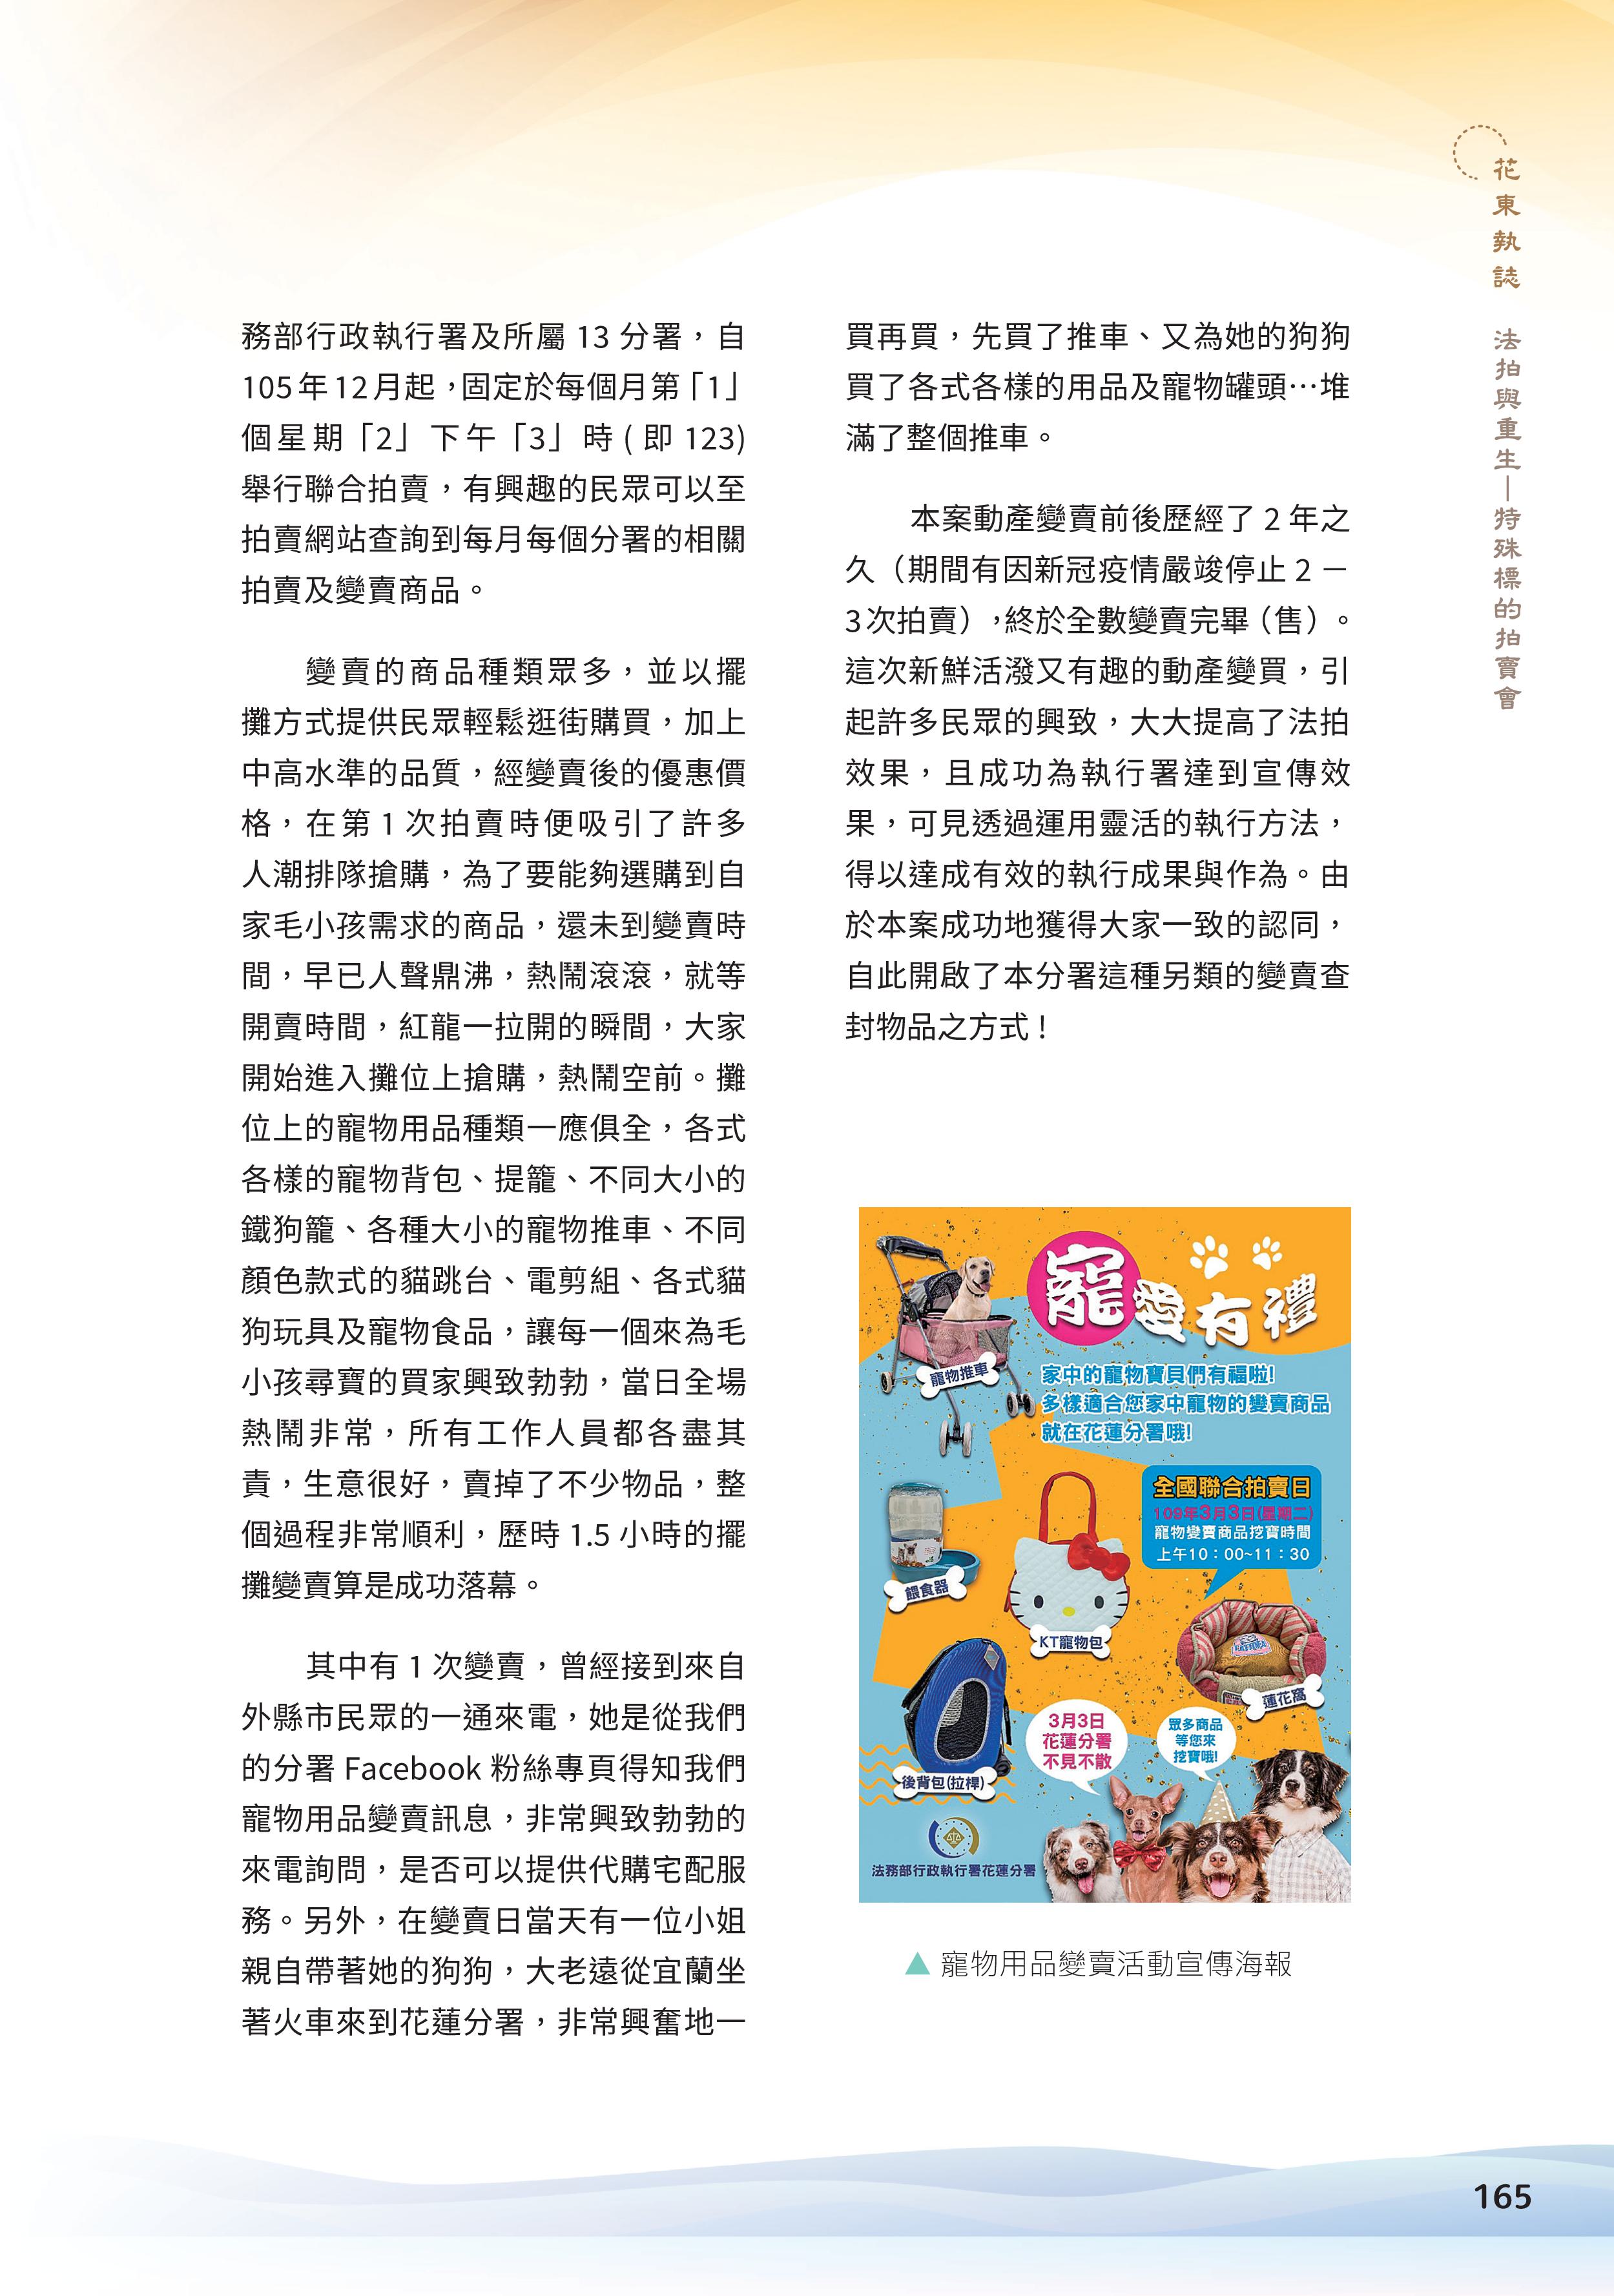 花東執誌 法拍與重生—特殊標的拍賣會
務部行政執行署及所屬 13 分署，自
105 年 12 月起，固定於每個月第「1」
個星期「2」下午「3」時 ( 即 123)
舉行聯合拍賣，有興趣的民眾可以至
拍賣網站查詢到每月每個分署的相關
拍賣及變賣商品。
變賣的商品種類眾多，並以擺
攤方式提供民眾輕鬆逛街購買，加上
中高水準的品質，經變賣後的優惠價
格，在第 1 次拍賣時便吸引了許多
人潮排隊搶購，為了要能夠選購到自
家毛小孩需求的商品，還未到變賣時
間，早已人聲鼎沸，熱鬧滾滾，就等
開賣時間，紅龍一拉開的瞬間，大家
開始進入攤位上搶購，熱鬧空前。攤
位上的寵物用品種類一應俱全，各式
各樣的寵物背包、提籠、不同大小的
鐵狗籠、各種大小的寵物推車、不同
顏色款式的貓跳台、電剪組、各式貓
狗玩具及寵物食品，讓每一個來為毛
小孩尋寶的買家興致勃勃，當日全場
熱鬧非常，所有工作人員都各盡其
責，生意很好，賣掉了不少物品，整
個過程非常順利，歷時 1.5 小時的擺
攤變賣算是成功落幕。
其中有 1 次變賣，曾經接到來自
外縣市民眾的一通來電，她是從我們
的分署 Facebook 粉絲專頁得知我們
寵物用品變賣訊息，非常興致勃勃的
來電詢問，是否可以提供代購宅配服
務。另外，在變賣日當天有一位小姐
親自帶著她的狗狗，大老遠從宜蘭坐
著火車來到花蓮分署，非常興奮地一
買再買，先買了推車、又為她的狗狗
買了各式各樣的用品及寵物罐頭…堆
滿了整個推車。
本案動產變賣前後歷經了 2 年之
久（期間有因新冠疫情嚴竣停止 2 －
3 次拍賣），終於全數變賣完畢（售）。
這次新鮮活潑又有趣的動產變買，引
起許多民眾的興致，大大提高了法拍
效果，且成功為執行署達到宣傳效
果，可見透過運用靈活的執行方法，
得以達成有效的執行成果與作為。由
於本案成功地獲得大家一致的認同，
自此開啟了本分署這種另類的變賣查
封物品之方式！
寵愛有禮
寵物推車
家中的寵物寶貝們有福啦!
多樣適合您家中寵物的變賣商品
就在花蓮分署哦!
全國聯合拍賣日
109年3月3日(星期二)
寵物變賣商品挖寶時間
上午10：00~11：30
餵食器
KT寵物包
蓮花窩
後背包(拉桿)
3月3日
花蓮分署
不見不散
眾多商品
等您來
挖寶哦!
法務部行政執行署花蓮分署
▲ 寵物用品變賣活動宣傳海報
165